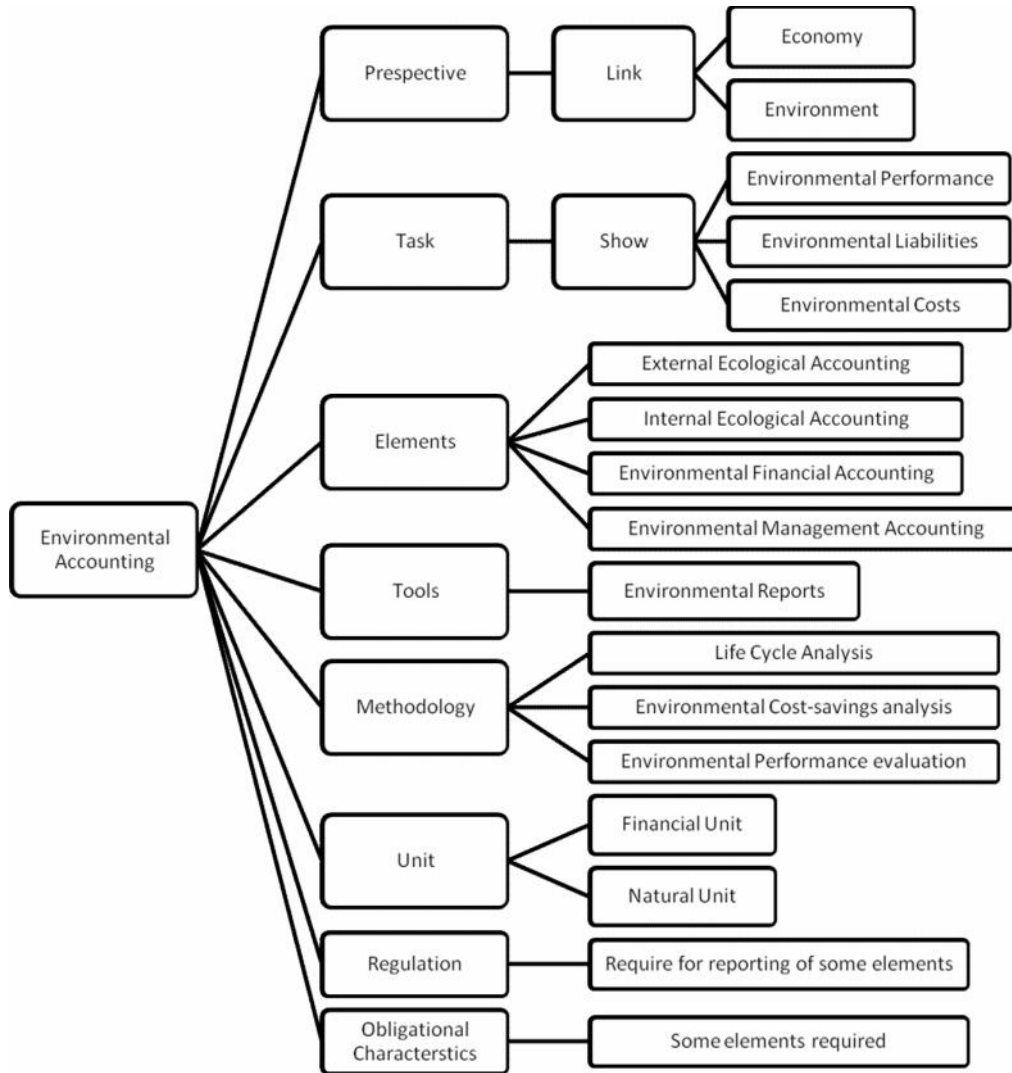 Environmental
Accounting
Prespective
Link
Economy
Environment
Task
Show
Environmental Performance
Environmental Liabilities
Environmental Costs
Elements
External Ecological Accounting
Internal Ecological Accounting
Environmental Financial Accounting
Environmental Management Accounting
Tools
Environmental Reports
Methodology
Life Cycle Analysis
Environmental Cost-savings analysis
Environmental Performance evaluation
Unit
Financial Unit
Natural Unit
Regulation
Require for reporting of some elements
Obligational
Characterstics
Some elements required